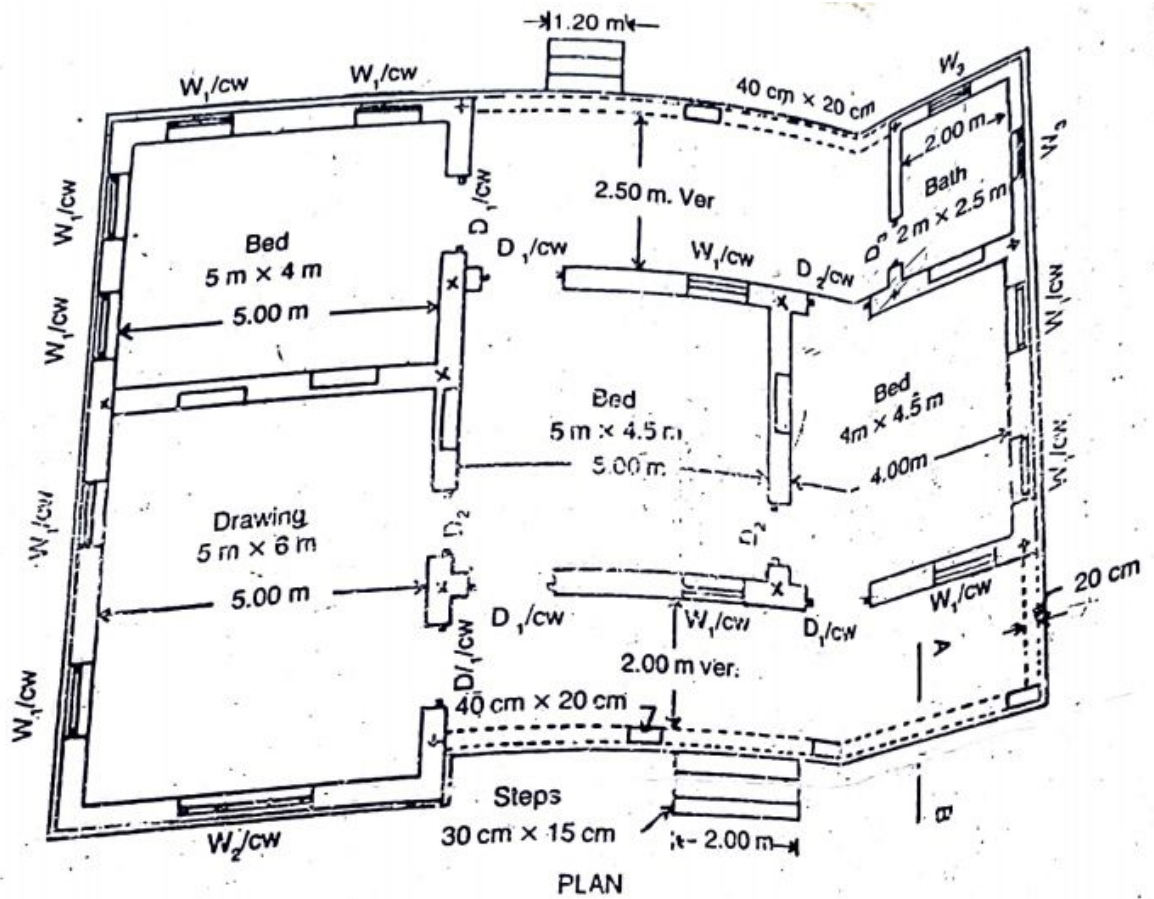 1.20 m
W₁/cw
W₁/cw
40 cm × 20 cm
W₃
W₃
2.00 m
Bath
2 m × 2.5 m
D₃
W₁/cw
D₁/cw
2.50 m. Ver
Bed
5 m × 4 m
5.00 m
D₁/cw
W₁/cw
D₂/cw
W₁/cw
W₁/cw
Bed
5 m × 4.5 m
5.00 m
Bed
4m × 4.5 m
4.00m
W₁/cw
Drawing
5 m × 6 m
5.00 m
D₂
D₂
W₁/cw
D₁/cw
W₁/cw
D₁/cw
W₁/cw
20 cm
A
2.00 m ver.
D/₁/cw
40 cm × 20 cm
W₁/cw
Steps
30 cm × 15 cm
2.00 m
B
W₂/cw
PLAN